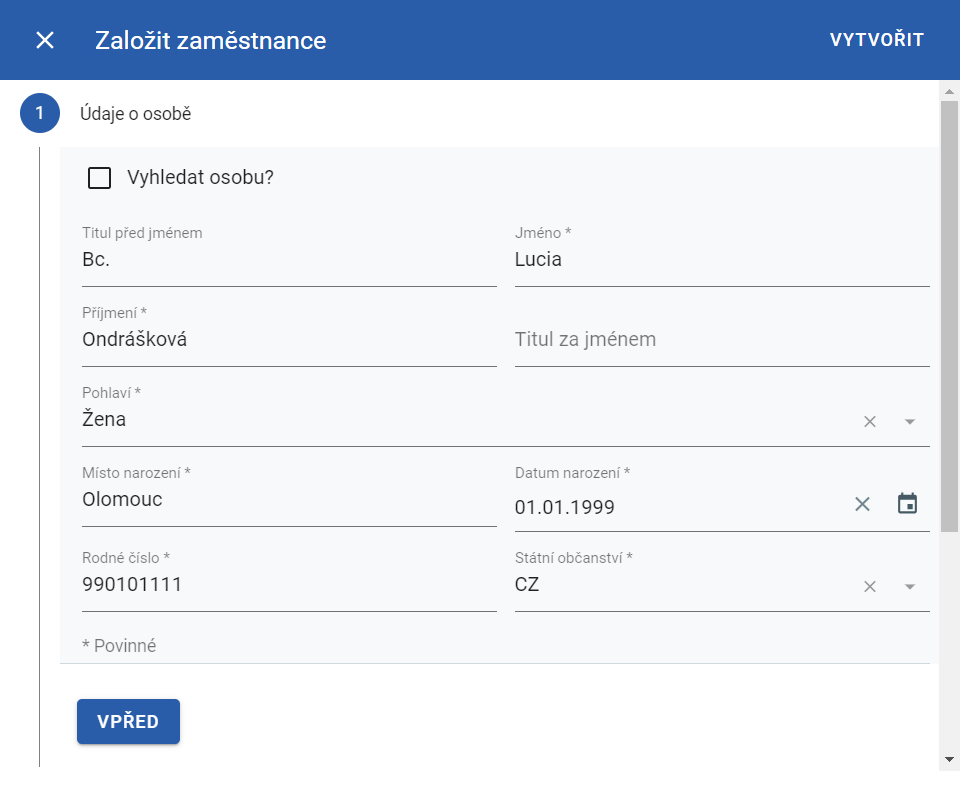 Založit zaměstnance
VYTVOŘIT
1 Údaje o osobě
Vyhledat osobu?
Titul před jménem
Bc.
Jméno *
Lucia
Příjmení *
Ondrášková
Titul za jménem
Pohlaví *
Žena
Místo narození *
Olomouc
Datum narození *
01.01.1999
Rodné číslo *
990101111
Státní občanství *
CZ
* Povinné
VPŘED